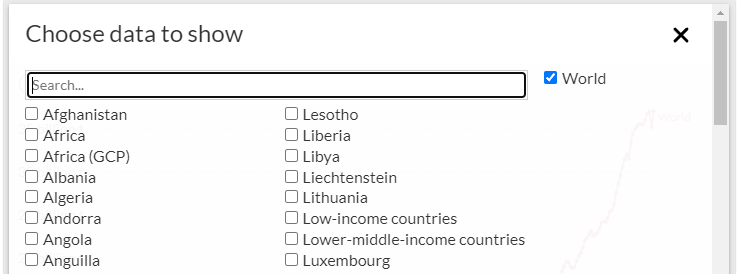 Choose data to show
Search...
World
Afghanistan
Africa
Africa (GCP)
Albania
Algeria
Andorra
Angola
Anguilla
Lesotho
Liberia
Libya
Liechtenstein
Lithuania
Low-income countries
Lower-middle-income countries
Luxembourg
World